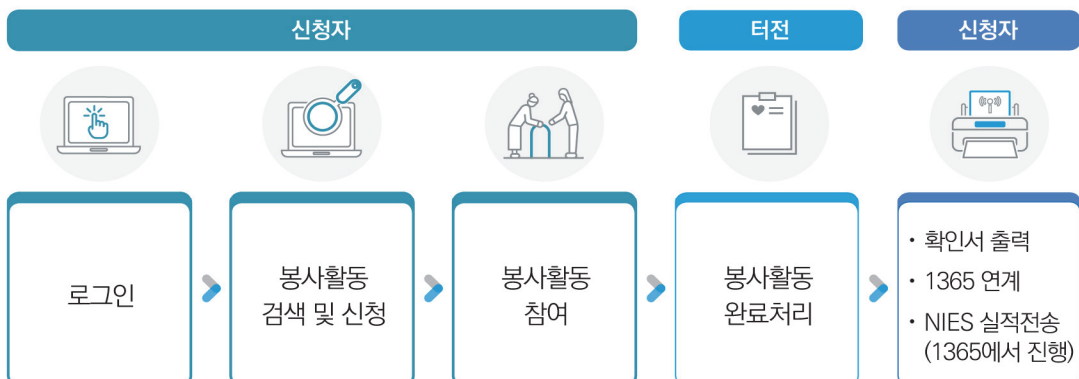 신청자
터전
신청자
로그인
봉사활동
검색 및 신청
봉사활동
참여
봉사활동
완료처리
・ 확인서 출력
・ 1365 연계
・ NIES 실적전송
(1365에서 진행)